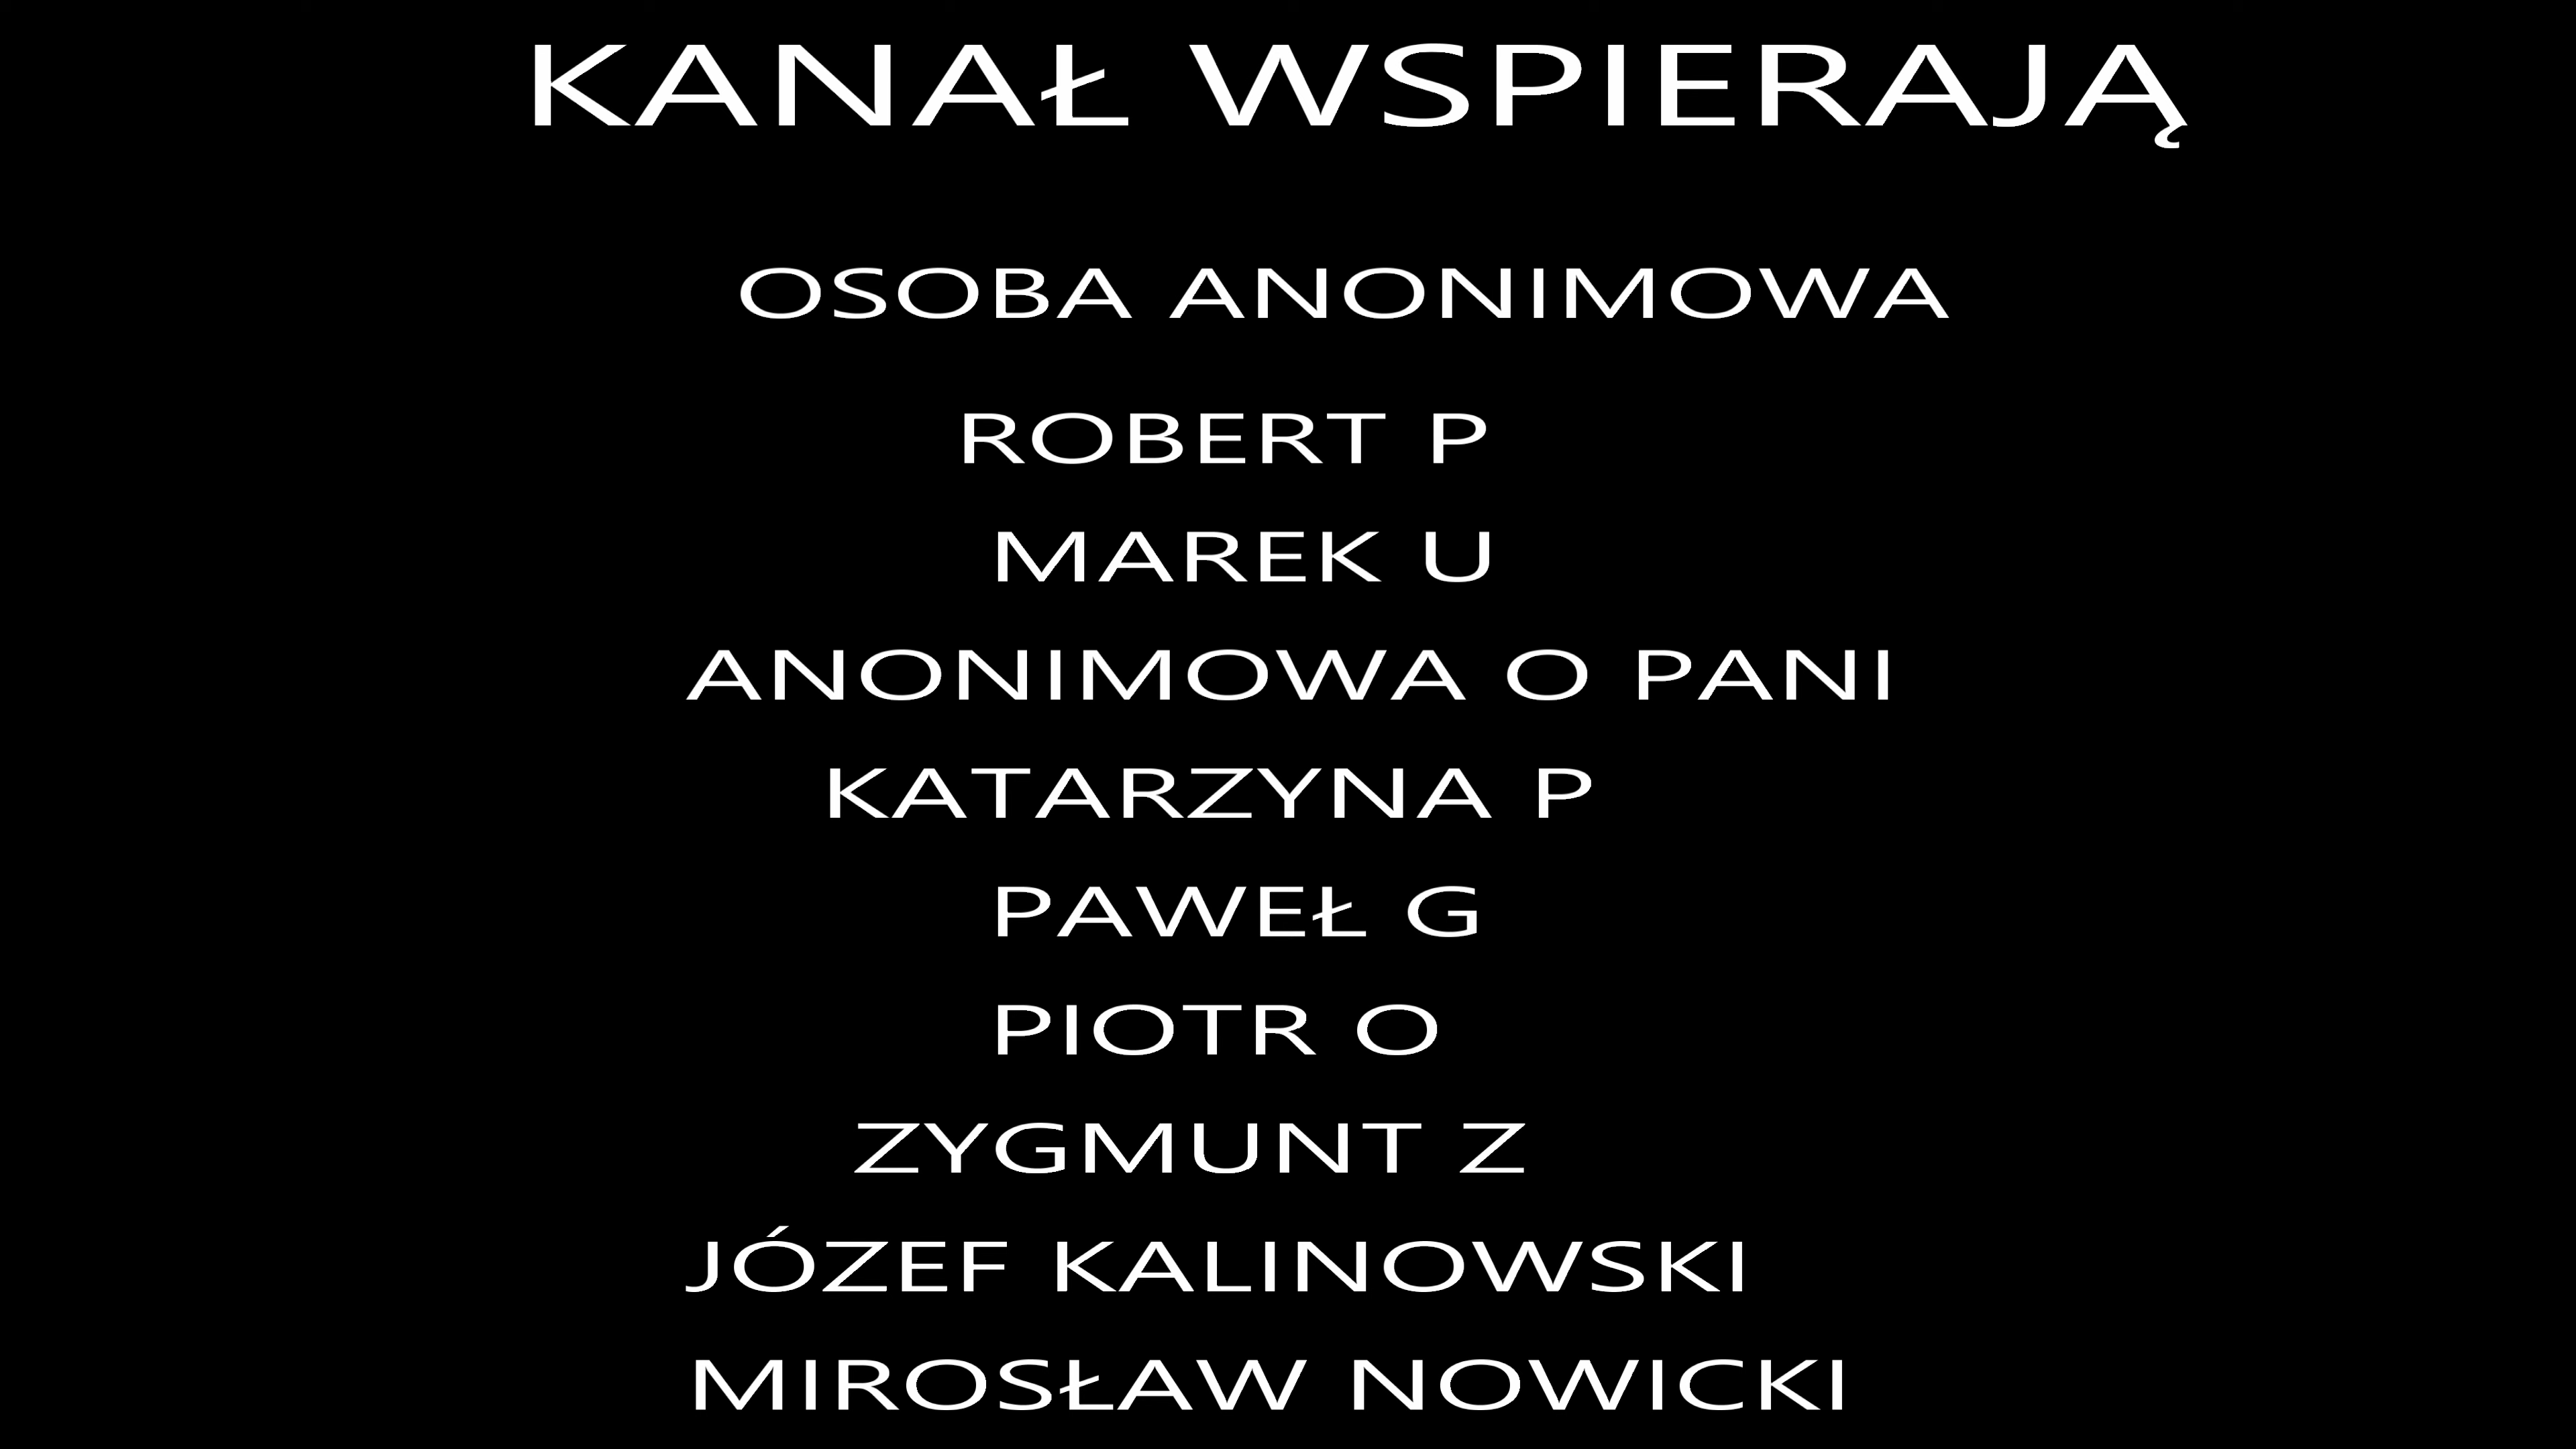 KANAŁ WSPIERAJĄ
OSOBA ANONIMOWA
ROBERT P
MAREK U
ANONIMOWA O PANI
KATARZYNA P
PAWEŁ G
PIOTR O
ZYGMUNT Z
JÓZEF KALINOWSKI
MIROSŁAW NOWICKI